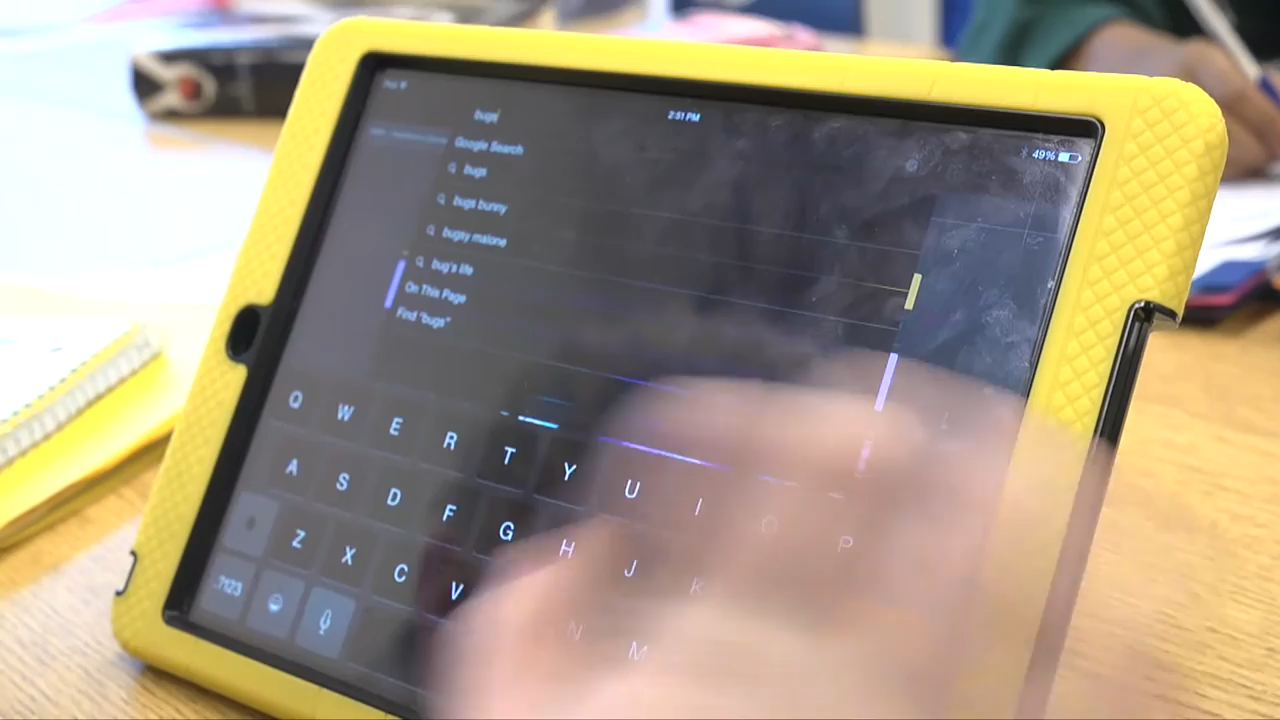 bugs
2:51 PM
49%
Google Search
bugs
bugs bunny
bugsy malone
bug's life
On This Page
Find "bugs"
Q W E R T Y U I O P
A S D F G H J K L
Z X C V N M
.?123